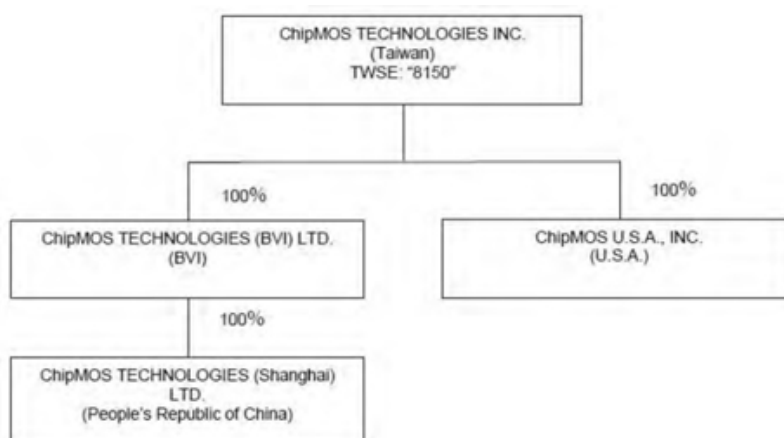 ChipMOS TECHNOLOGIES INC.
(Taiwan)
TWSE: "8150"
100%
100%
ChipMOS TECHNOLOGIES (BVI) LTD.
(BVI)
ChipMOS U.S.A., INC.
(U.S.A.)
100%
ChipMOS TECHNOLOGIES (Shanghai)
LTD.
(People's Republic of China)